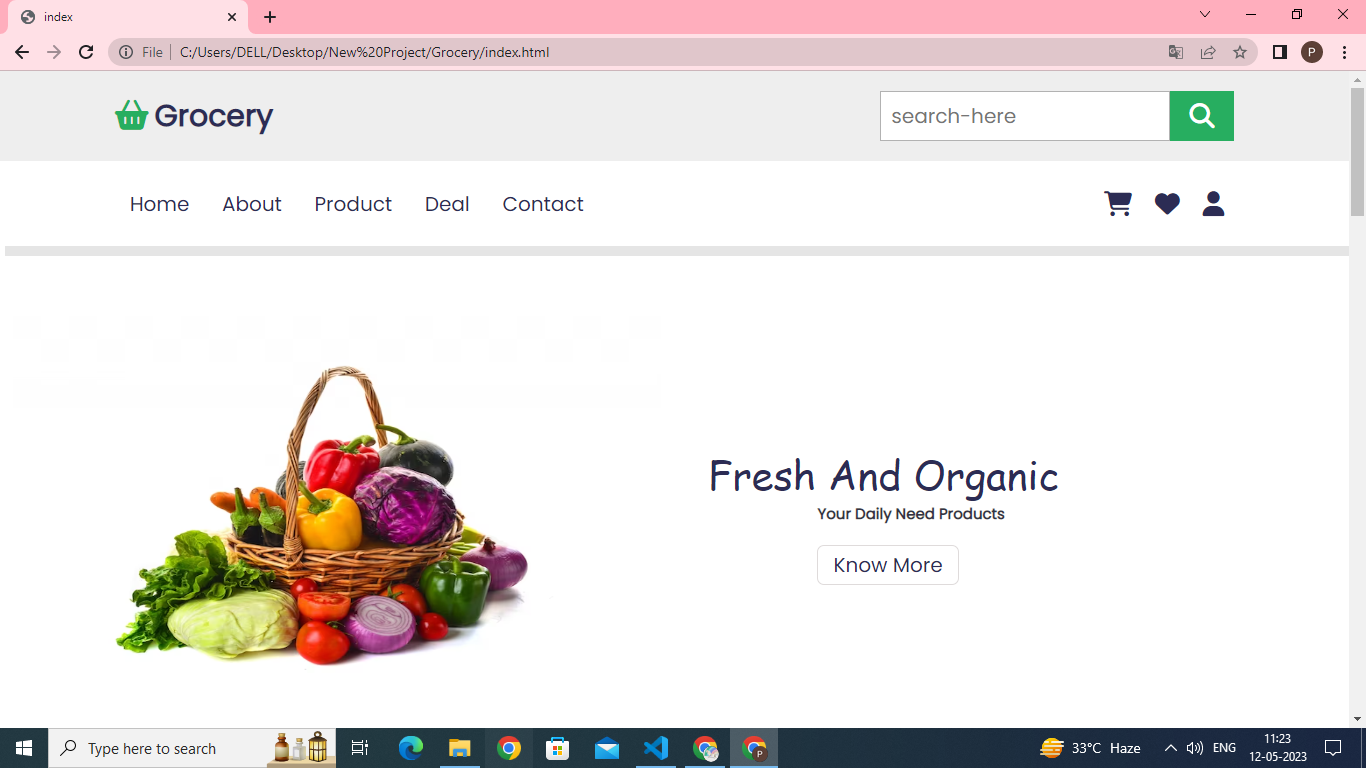 index
File
C:/Users/DELL/Desktop/New%20Project/Grocery/index.html
P
Grocery
search-here
Home About Product Deal Contact
Fresh And Organic
Your Daily Need Products
Know More
Type here to search
P
33°C Haze
ENG
11:23
12-05-2023